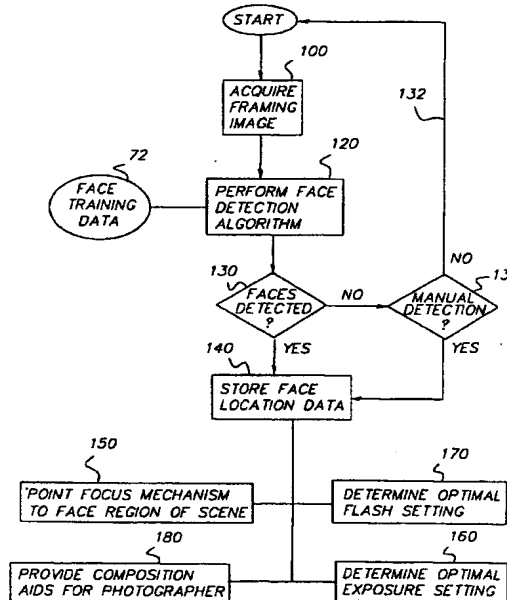 START
100
ACQUIRE
FRAMING
IMAGE
132
72
FACE
TRAINING
DATA
120
PERFORM FACE
DETECTION
ALGORITHM
130
FACES
DETECTED
?
NO
NO
MANUAL
DETECTION
?
YES
YES
140
STORE FACE
LOCATION DATA
150
POINT FOCUS MECHANISM
TO FACE REGION OF SCENE
170
DETERMINE OPTIMAL
FLASH SETTING
180
PROVIDE COMPOSITION
AIDS FOR PHOTOGRAPHER
160
DETERMINE OPTIMAL
EXPOSURE SETTING